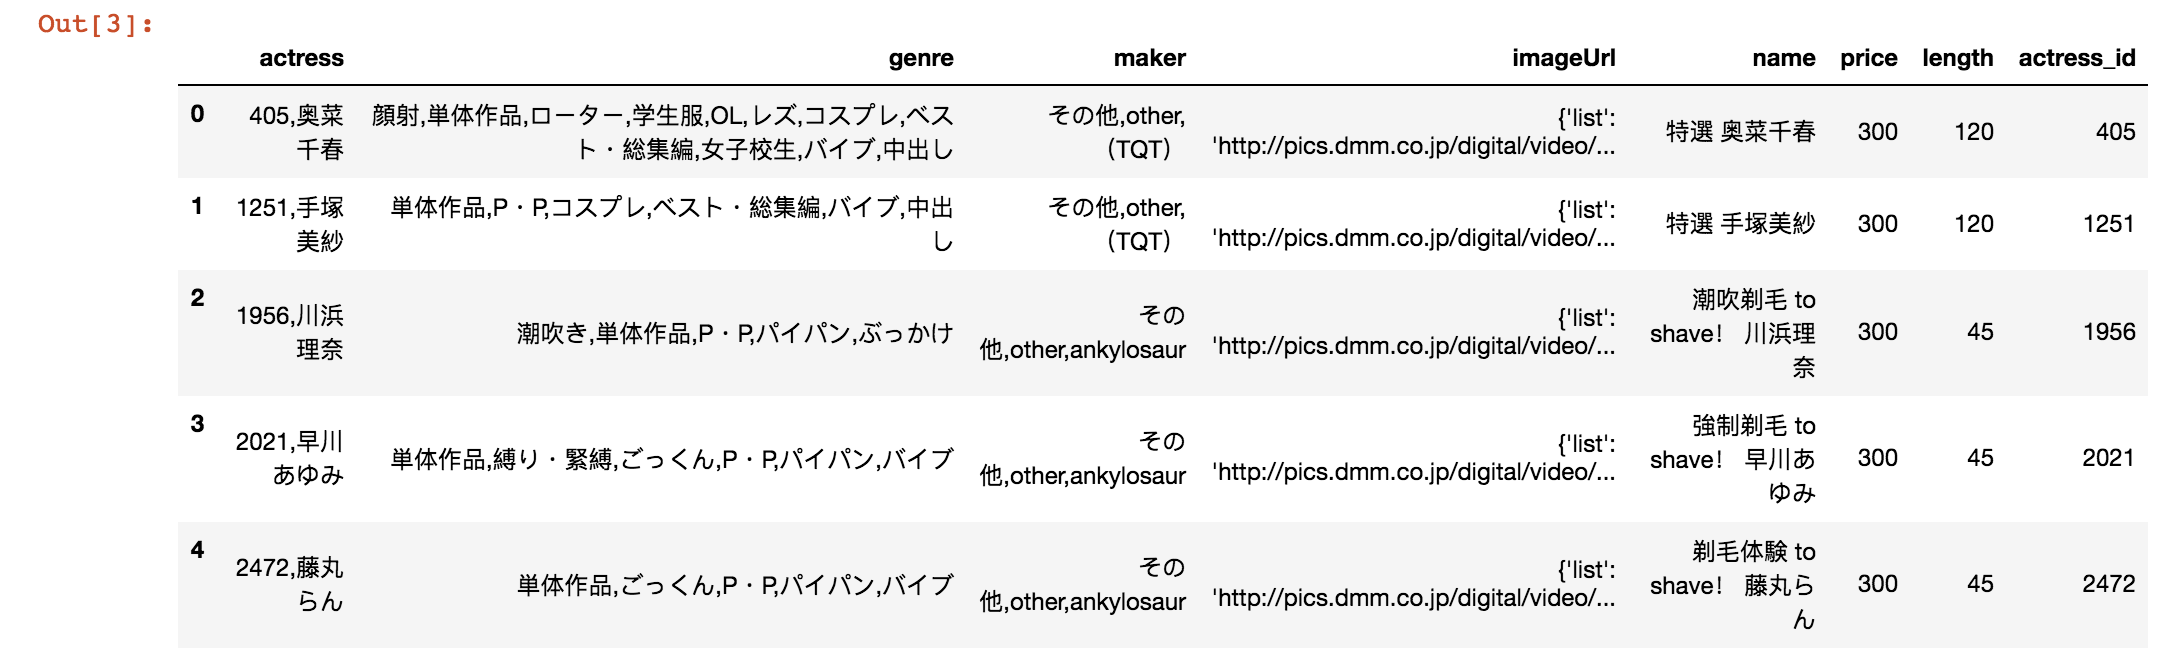 Out[3]:
actress genre maker imageUrl name price length actress_id
0 405,奥菜 顔射,単体作品,ローター,学生服,OL,レズ,コスプレ,ベス その他,other, {'list': 特選 奥菜千春 300 120 405
千春 ト・総集編,女子校生,バイブ,中出し (TQT) 'http://pics.dmm.co.jp/digital/video/...
1 1251,手塚 単体作品,P・P,コスプレ,ベスト・総集編,バイブ,中出 その他,other, {'list': 特選 手塚美紗 300 120 1251
美紗 し (TQT) 'http://pics.dmm.co.jp/digital/video/...
2 潮吹剃毛 to
1956,川浜 潮吹き,単体作品,P・P,パイパン,ぶっかけ その {'list': shave! 川浜理 300 45 1956
理奈 他,other,ankylosaur 'http://pics.dmm.co.jp/digital/video/... 奈
3 強制剃毛 to
2021,早川 単体作品,縛り・緊縛,ごっくん,P・P,パイパン,バイブ その {'list': shave! 早川あ 300 45 2021
あゆみ 他,other,ankylosaur 'http://pics.dmm.co.jp/digital/video/... ゆみ
4 剃毛体験 to
2472,藤丸 単体作品,ごっくん,P・P,パイパン,バイブ その {'list': shave! 藤丸ら 300 45 2472
らん 他,other,ankylosaur 'http://pics.dmm.co.jp/digital/video/... ん